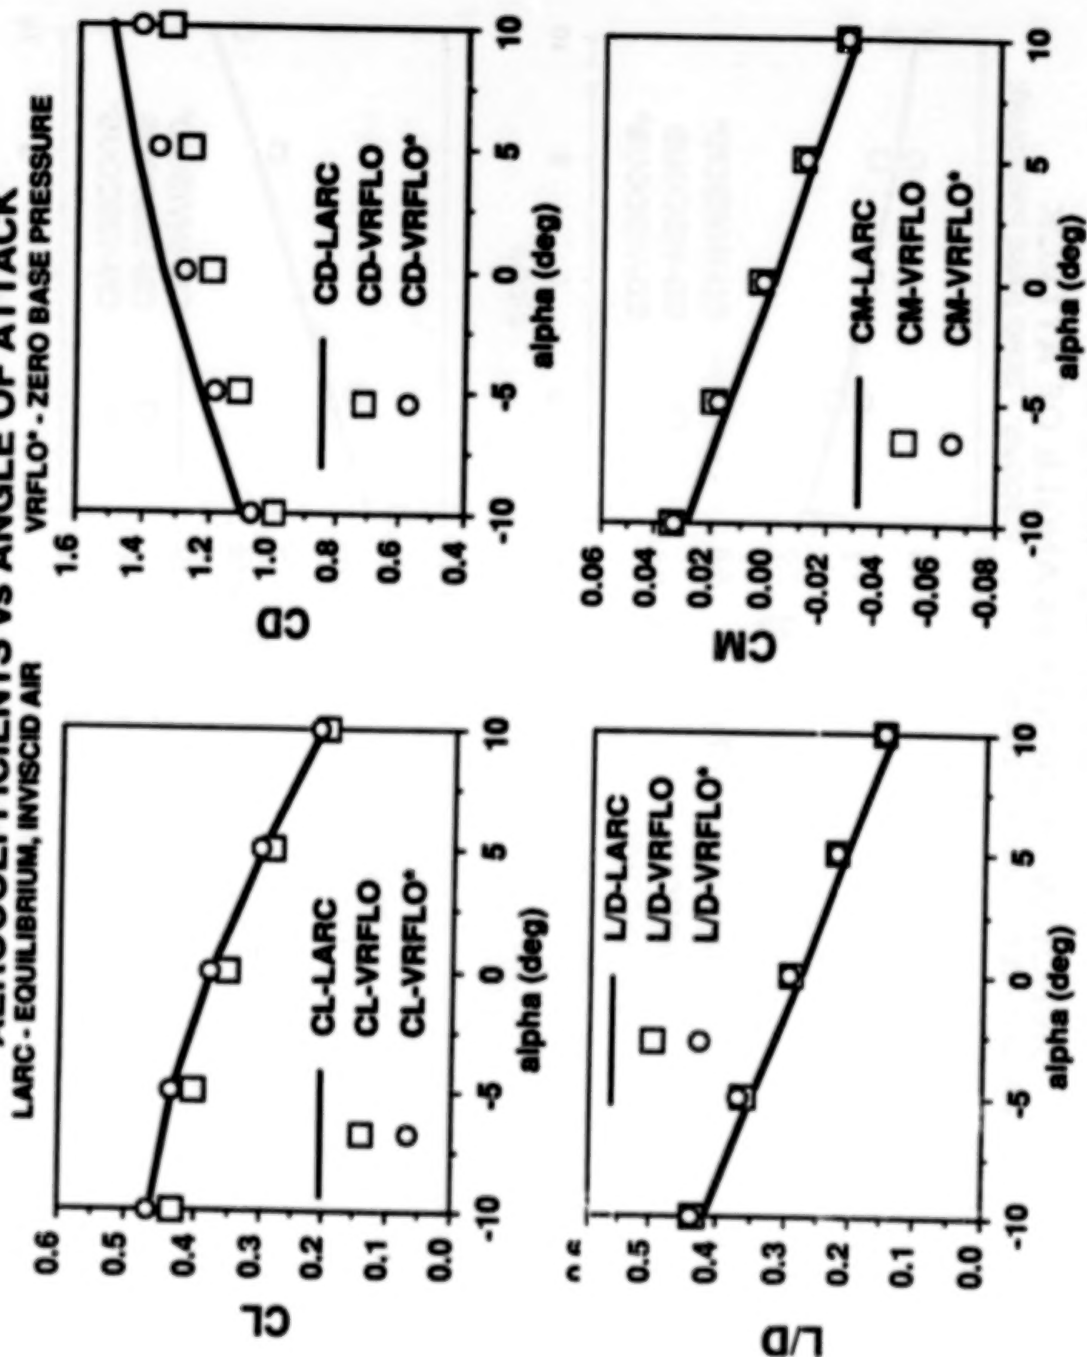 AEROCOEFFICIENTS vs ANGLE OF ATTACK
LARC - EQUILIBRIUM, INVISCID AIR
VRFLO* - ZERO BASE PRESSURE
CL
0.6
0.5
0.4
0.3
0.2
0.1
0.0
CL-LARC
CL-VRFLO
CL-VRFLO*
-10
-5
0
5
10
alpha (deg)
CD
1.6
1.4
1.2
1.0
0.8
0.6
0.4
CD-LARC
CD-VRFLO
CD-VRFLO*
-10
-5
0
5
10
alpha (deg)
L/D
0.6
0.5
0.4
0.3
0.2
0.1
0.0
L/D-LARC
L/D-VRFLO
L/D-VRFLO*
-10
-5
0
5
10
alpha (deg)
CM
0.06
0.04
0.02
0.00
-0.02
-0.04
-0.06
-0.08
CM-LARC
CM-VRFLO
CM-VRFLO*
-10
-5
0
5
10
alpha (deg)